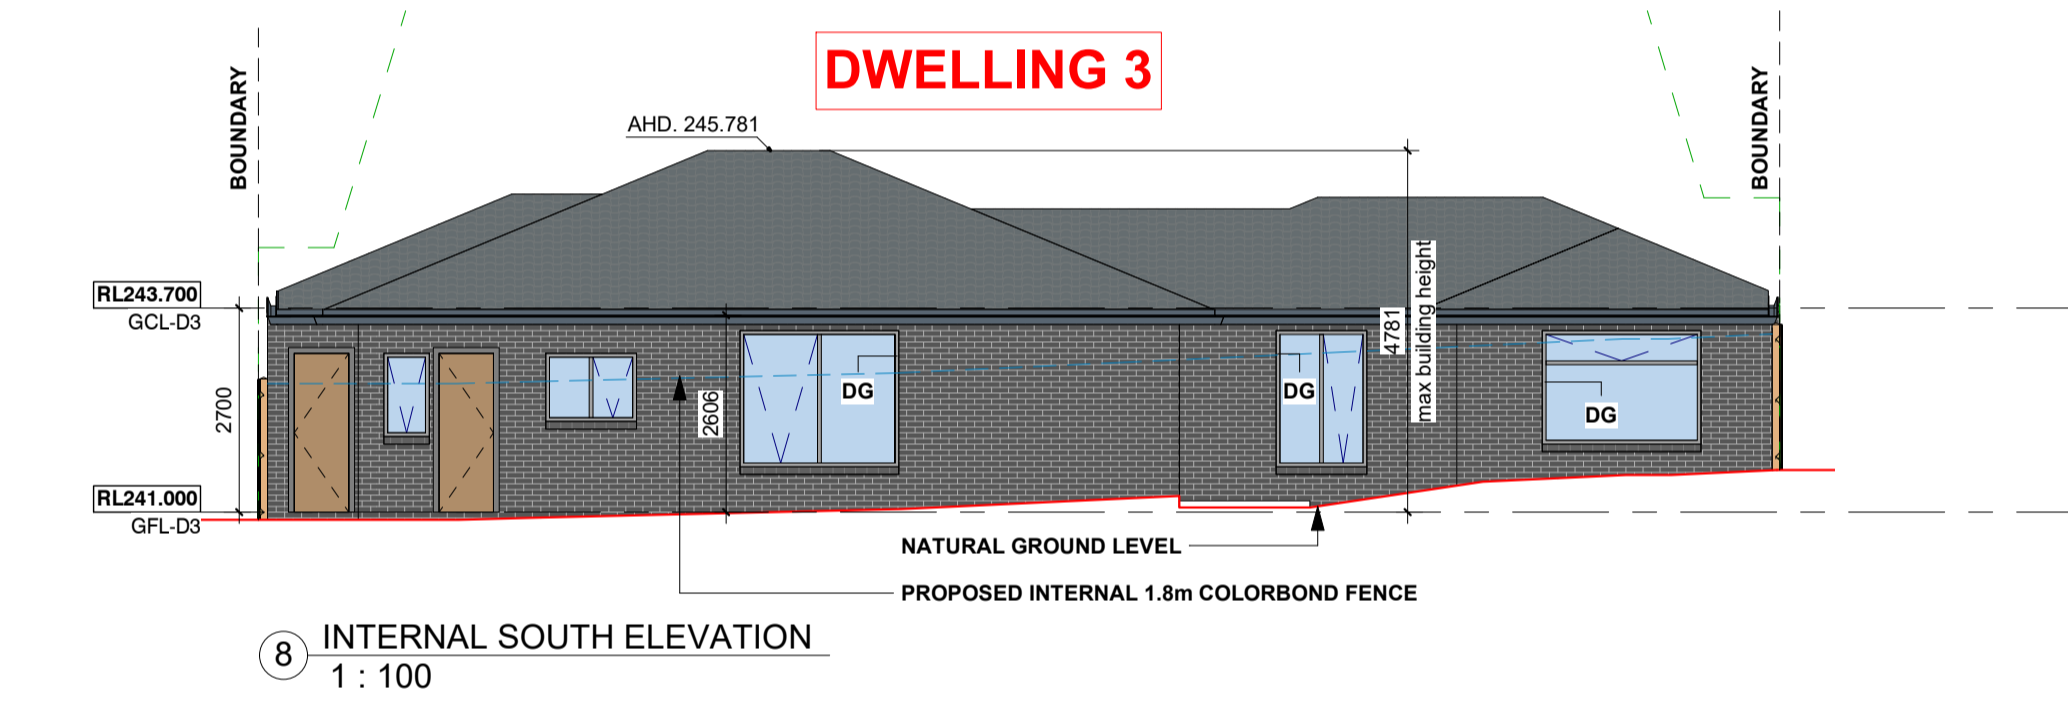 DWELLING 3
BOUNDARY
BOUNDARY
AHD. 245.781
RL243.700
GCL-D3
2700
RL241.000
GFL-D3
2606
DG
DG
DG
4781
max building height
NATURAL GROUND LEVEL
PROPOSED INTERNAL 1.8m COLORBOND FENCE
8
INTERNAL SOUTH ELEVATION
1 : 100